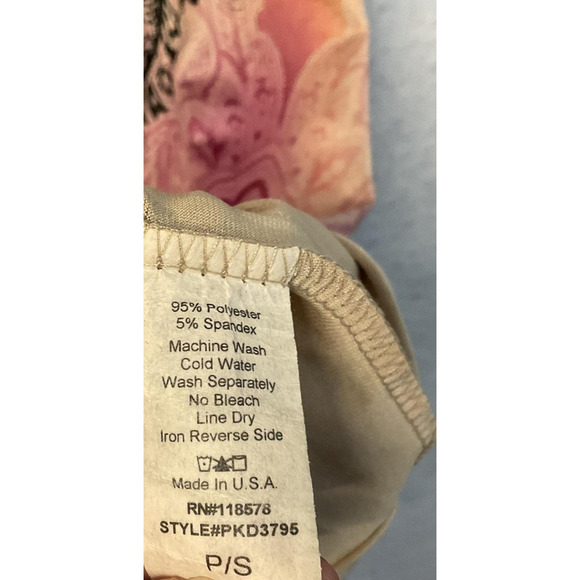 95% Polyester
5% Spandex
Machine Wash
Cold Water
Wash Separately
No Bleach
Line Dry
Iron Reverse Side
Made In U.S.A.
RN#118578
STYLE#PKD3795
P/S